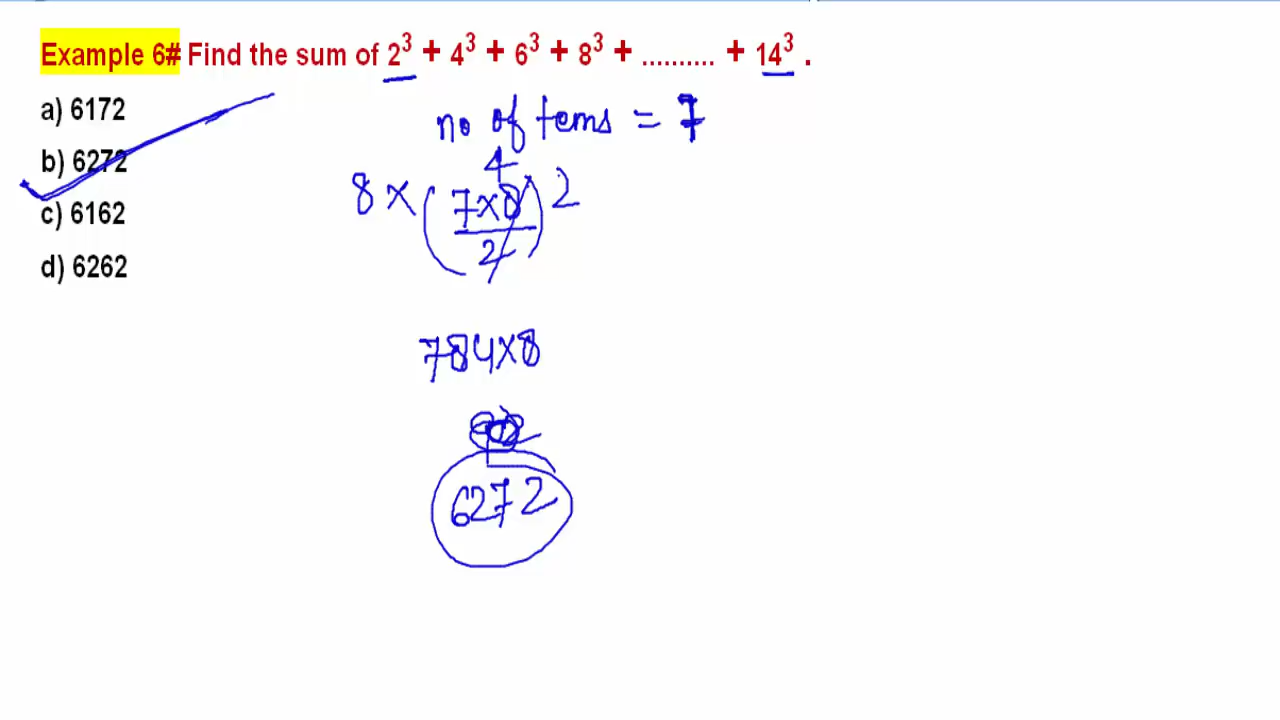 Example 6# Find the sum of 2³ + 4³ + 6³ + 8³ + .......... + 14³ .
a) 6172
b) 6272
c) 6162
d) 6262
no of tems = 7
4
8 × (7×8/2)²
784×8
6272